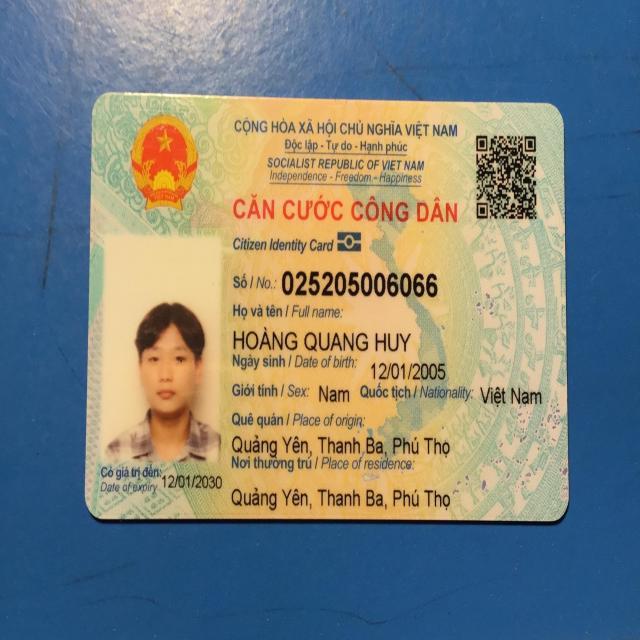 CỘNG HÒA XÃ HỘI CHỦ NGHĨA VIỆT NAM
Độc lập - Tự do - Hạnh phúc
SOCIALIST REPUBLIC OF VIET NAM
Independence - Freedom - Happiness
CĂN CƯỚC CÔNG DÂN
Citizen Identity Card
Số / No.: 025205006066
Họ và tên / Full name:
HOÀNG QUANG HUY
Ngày sinh / Date of birth: 12/01/2005
Giới tính / Sex: Nam Quốc tịch / Nationality: Việt Nam
Quê quán / Place of origin:
Quảng Yên, Thanh Ba, Phú Thọ
Nơi thường trú / Place of residence:
Quảng Yên, Thanh Ba, Phú Thọ
Có giá trị đến: 12/01/2030
Date of expiry